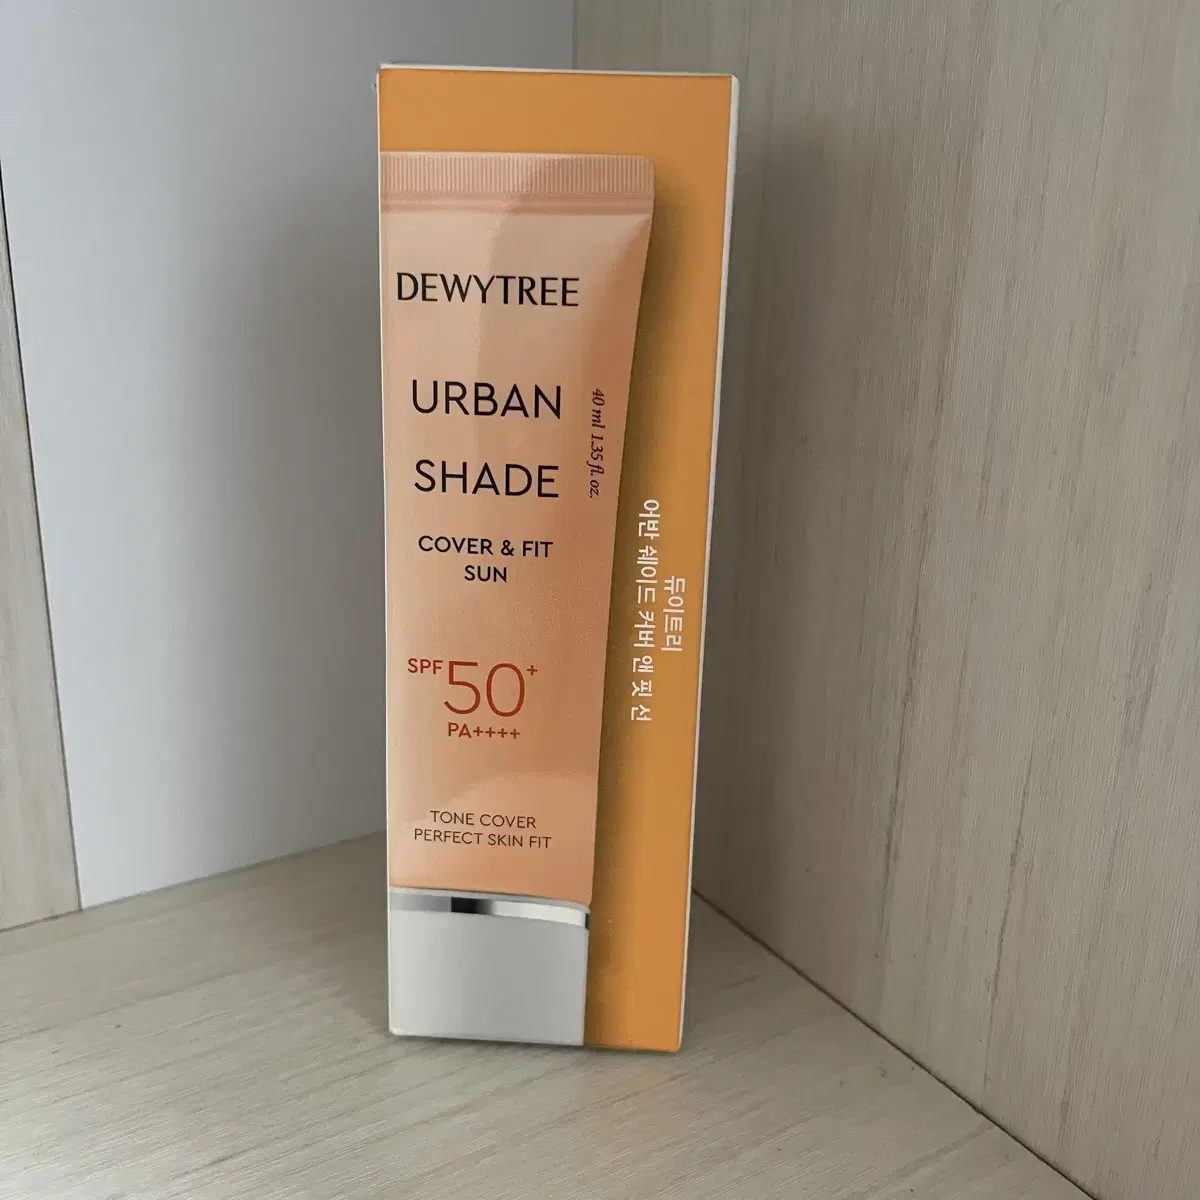 DEWYTREE
URBAN
SHADE
COVER & FIT
SUN
SPF 50+
PA++++
TONE COVER
PERFECT SKIN FIT
40 ml 1.35 fl. oz.
듀이트리
어반 쉐이드 커버 앤 핏 선